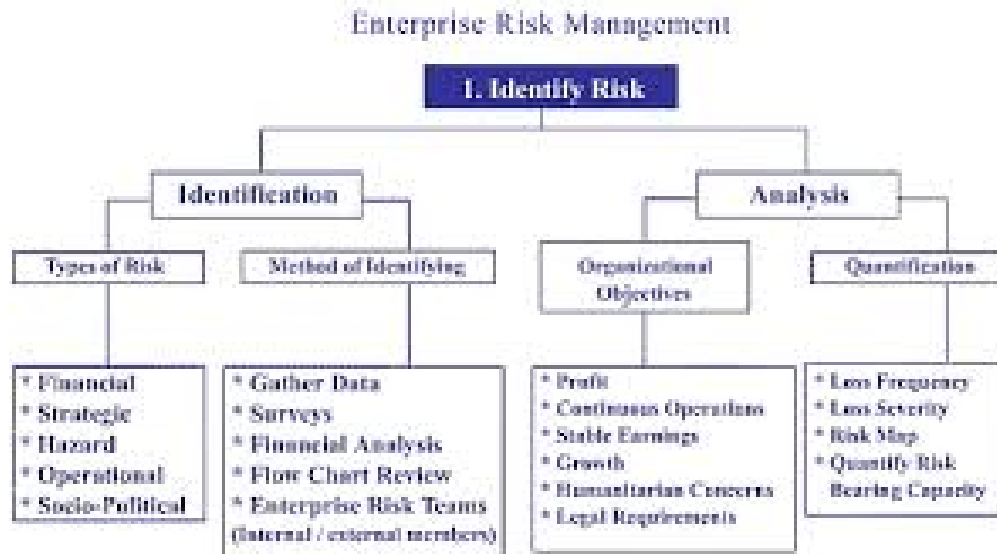 Enterprise Risk Management
1. Identify Risk
Identification
Analysis
Types of Risk
Method of Identifying
Organizational
Objectives
Quantification
* Financial
* Strategic
* Hazard
* Operational
* Socio-Political
* Gather Data
* Surveys
* Financial Analysis
* Flow Chart Review
* Enterprise Risk Teams
(Internal / external members)
* Profit
* Continuous Operations
* Stable Earnings
* Growth
* Humanitarian Concerns
* Legal Requirements
* Loss Frequency
* Loss Severity
* Risk Map
* Quantify Risk
Bearing Capacity